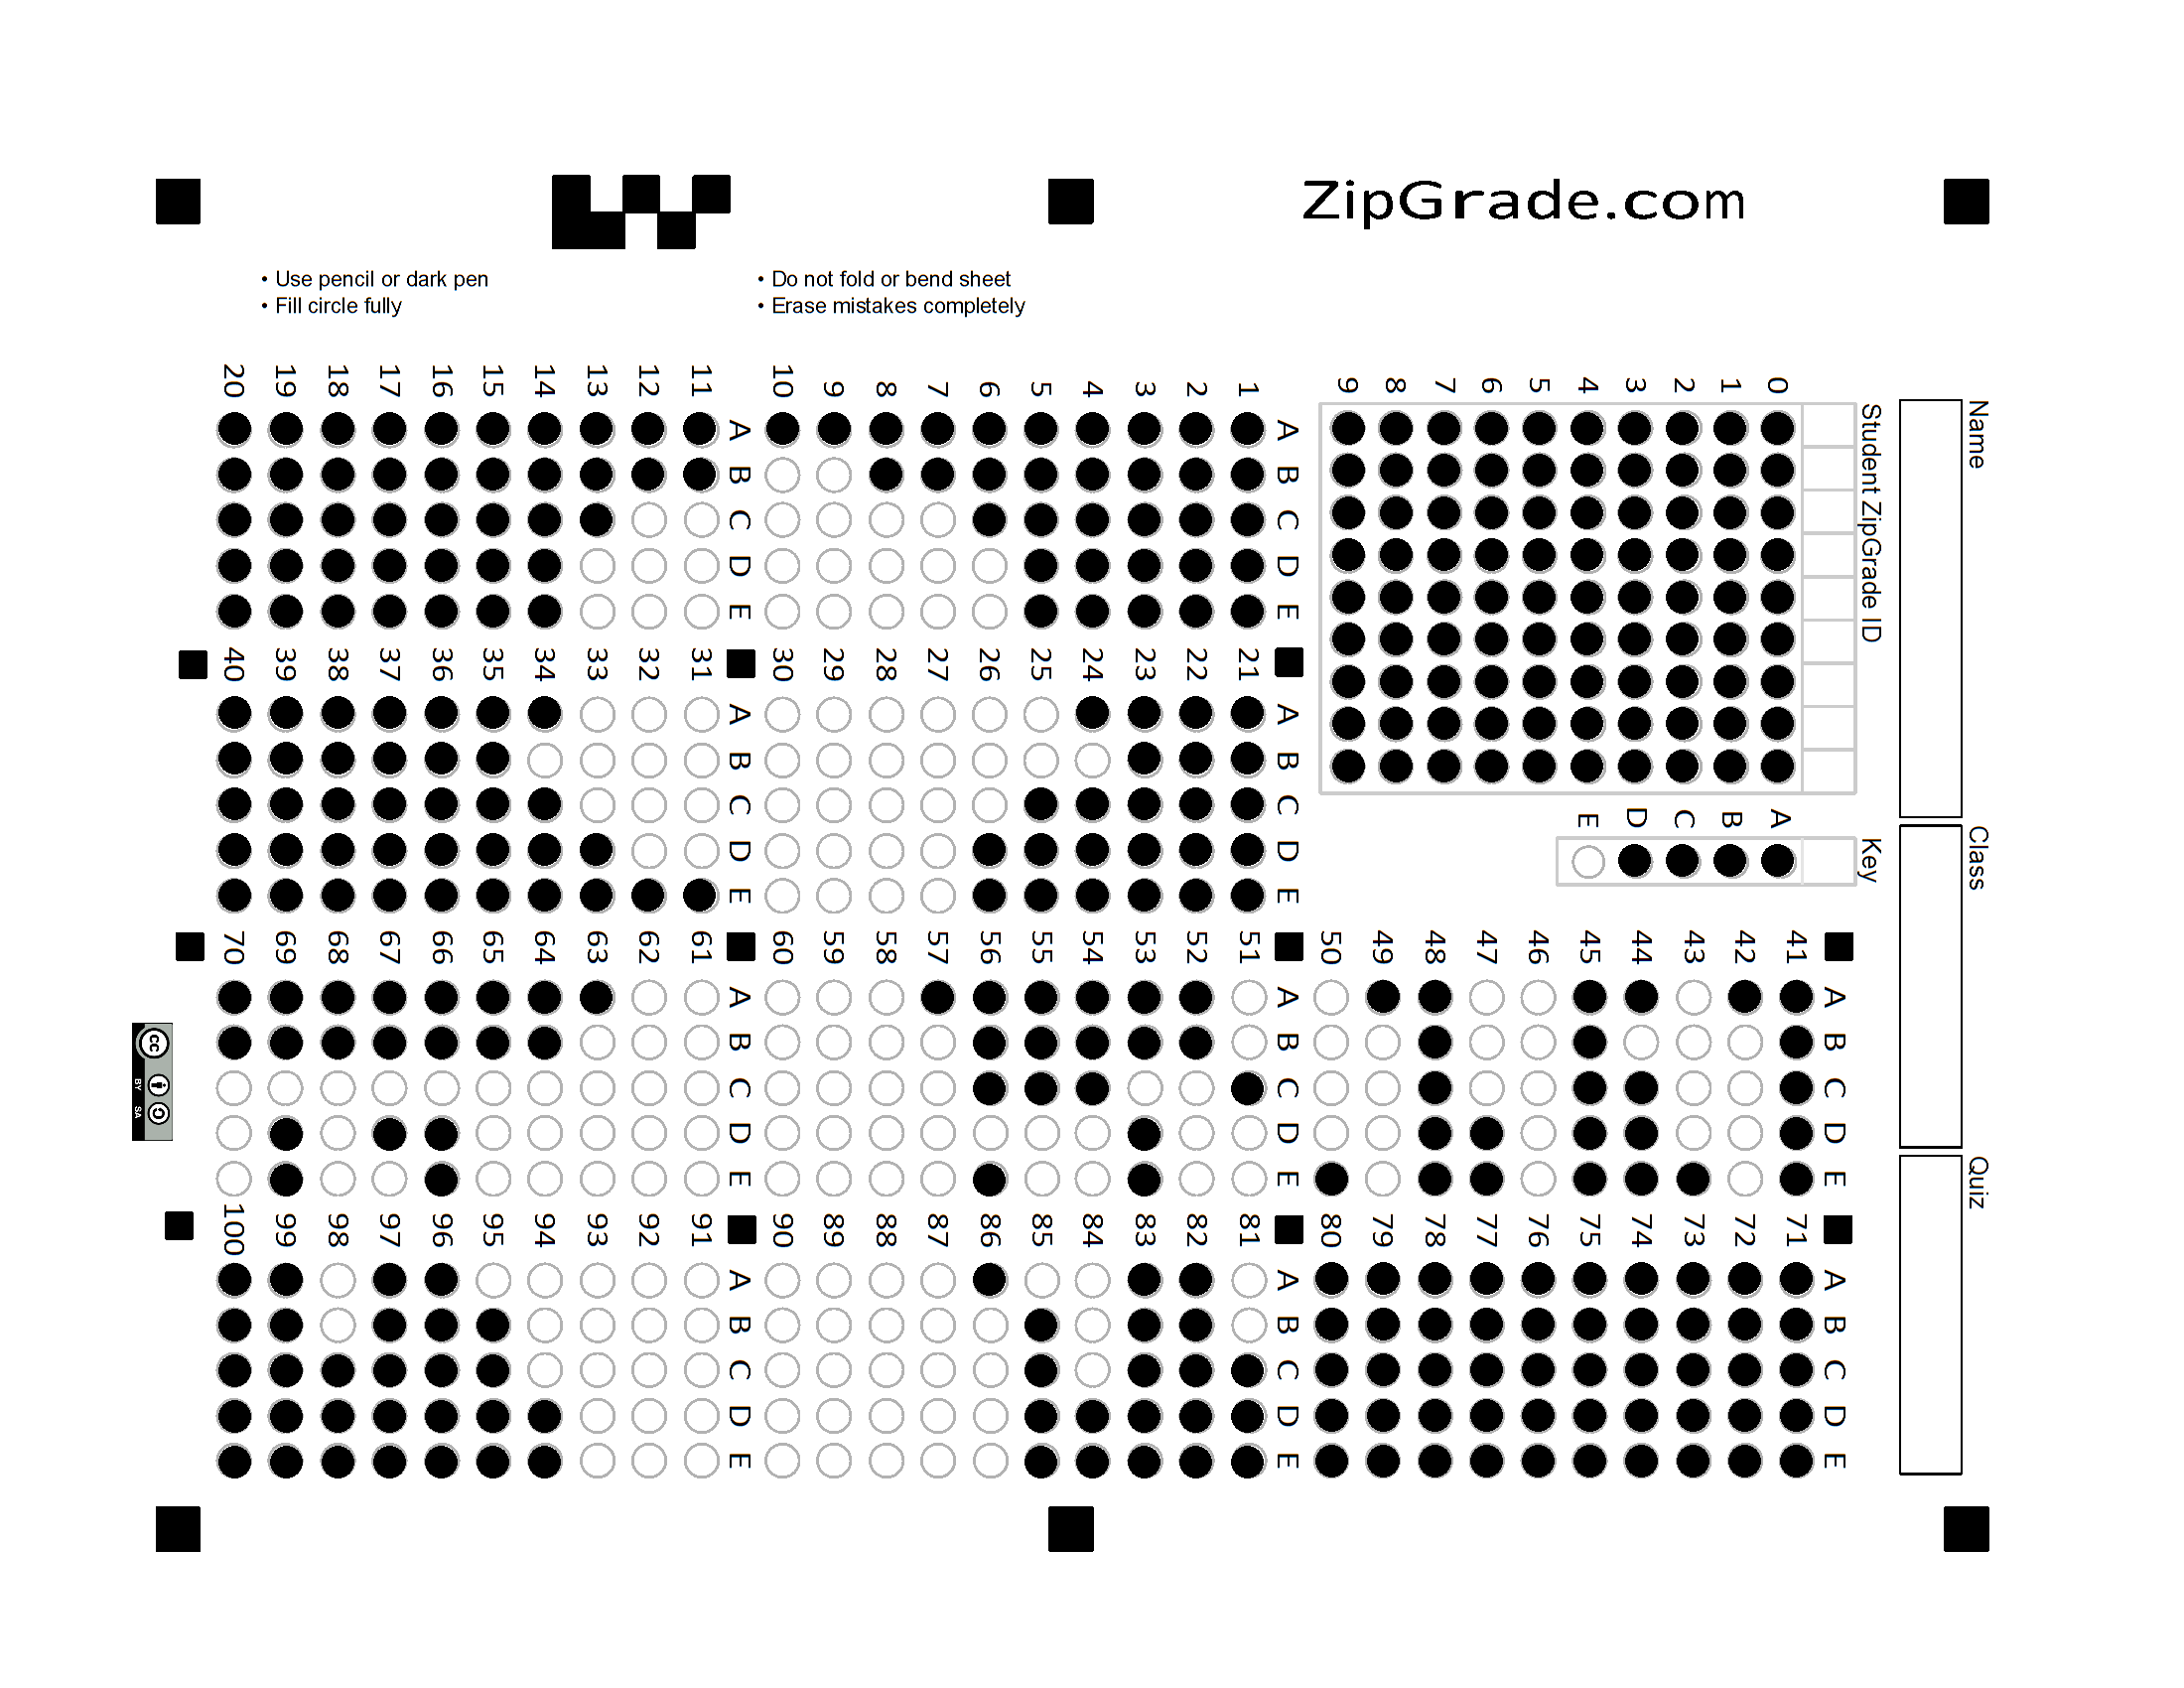 ZipGrade.com
• Use pencil or dark pen
• Fill circle fully
• Do not fold or bend sheet
• Erase mistakes completely
Name
Class
Quiz
Student ZipGrade ID
0 1 2 3 4 5 6 7 8 9
Key
A B C D E
A B C D E
1 2 3 4 5 6 7 8 9 10
A B C D E
11 12 13 14 15 16 17 18 19 20
A B C D E
21 22 23 24 25 26 27 28 29 30
A B C D E
31 32 33 34 35 36 37 38 39 40
A B C D E
41 42 43 44 45 46 47 48 49 50
A B C D E
51 52 53 54 55 56 57 58 59 60
A B C D E
61 62 63 64 65 66 67 68 69 70
A B C D E
71 72 73 74 75 76 77 78 79 80
A B C D E
81 82 83 84 85 86 87 88 89 90
A B C D E
91 92 93 94 95 96 97 98 99 100
A B C D E
cc
BY SA